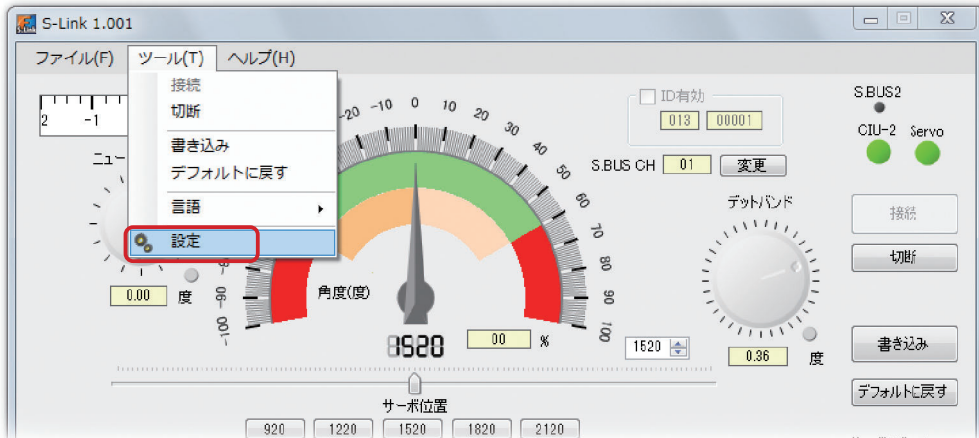 S-Link 1.001
ファイル(F) ツール(T) ヘルプ(H)
接続
切断
書き込み
デフォルトに戻す
言語
設定
2 -1
ニュー
0.00 度
-100 -90 -20 -10 0 10 20 30 40 50 60 70 80 90 100
角度(度)
1520
00 %
1520
サーボ位置
920 1220 1520 1820 2120
ID有効
013 00001
S.BUS CH 01 変更
デットバンド
0.36 度
S.BUS2
CIU-2 Servo
接続
切断
書き込み
デフォルトに戻す